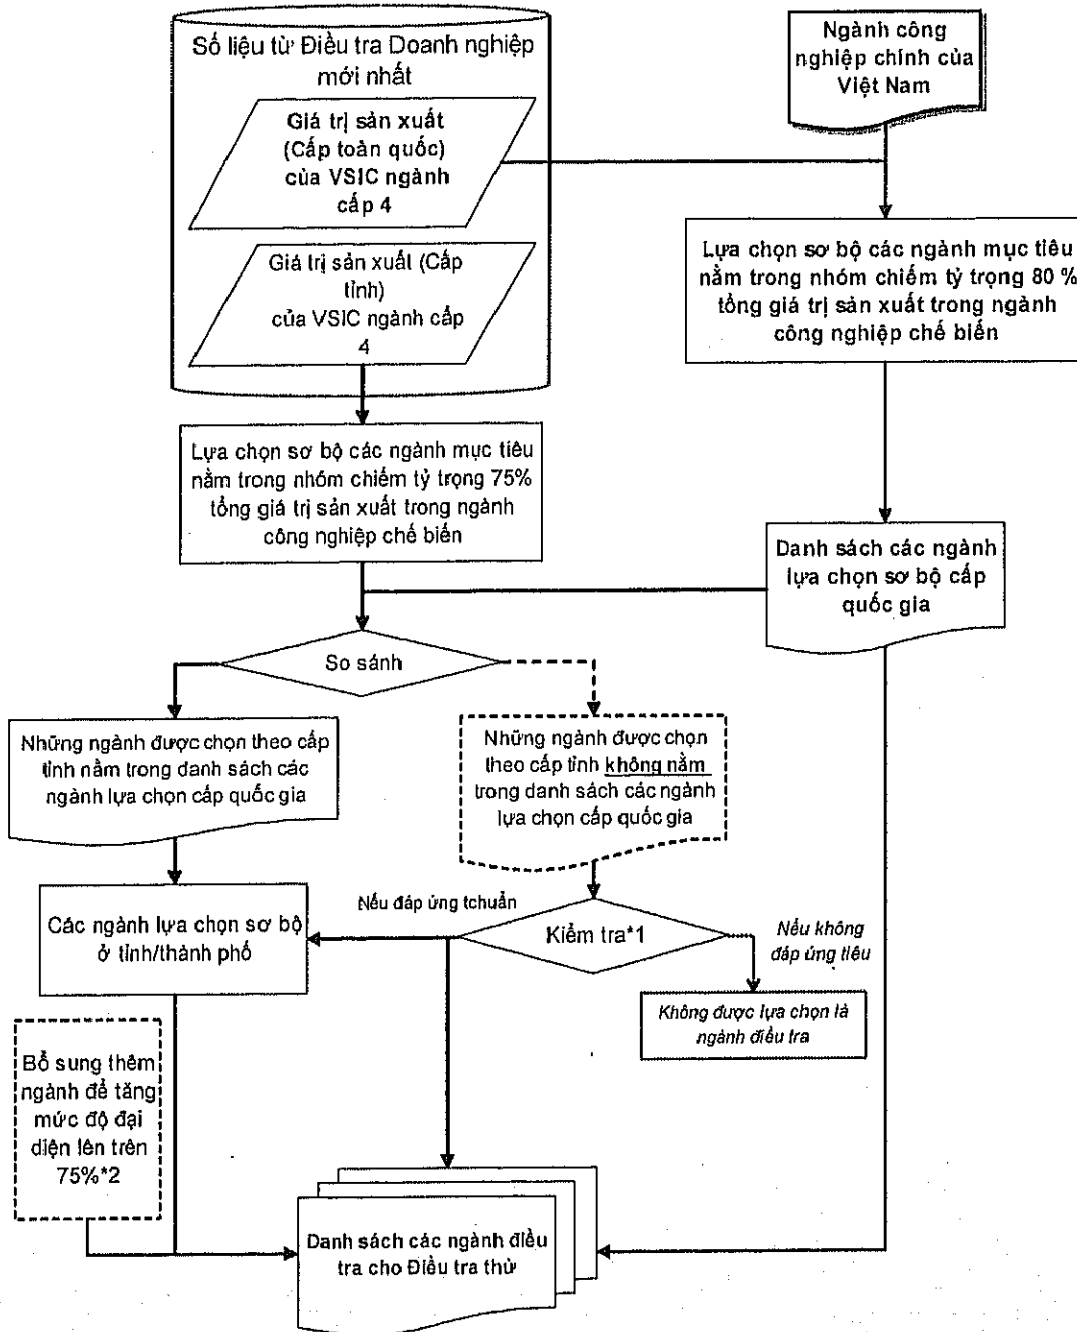 Số liệu từ Điều tra Doanh nghiệp
mới nhất
Giá trị sản xuất
(Cấp toàn quốc)
của VSIC ngành
cấp 4
Giá trị sản xuất (Cấp
tỉnh)
của VSIC ngành cấp
4
Ngành công
nghiệp chính của
Việt Nam
Lựa chọn sơ bộ các ngành mục tiêu
nằm trong nhóm chiếm tỷ trọng 80 %
tổng giá trị sản xuất trong ngành
công nghiệp chế biến
Lựa chọn sơ bộ các ngành mục tiêu
nằm trong nhóm chiếm tỷ trọng 75%
tổng giá trị sản xuất trong ngành
công nghiệp chế biến
Danh sách các ngành
lựa chọn sơ bộ cấp
quốc gia
So sánh
Những ngành được chọn theo cấp
tỉnh nằm trong danh sách các
ngành lựa chọn cấp quốc gia
Những ngành được chọn
theo cấp tỉnh không nằm
trong danh sách các ngành
lựa chọn cấp quốc gia
Nếu đáp ứng tchuẩn
Các ngành lựa chọn sơ bộ
ở tỉnh/thành phố
Kiểm tra*1
Nếu không
đáp ứng tiêu
Không được lựa chọn là
ngành điều tra
Bổ sung thêm
ngành để tăng
mức độ đại
diện lên trên
75%*2
Danh sách các ngành điều
tra cho Điều tra thử